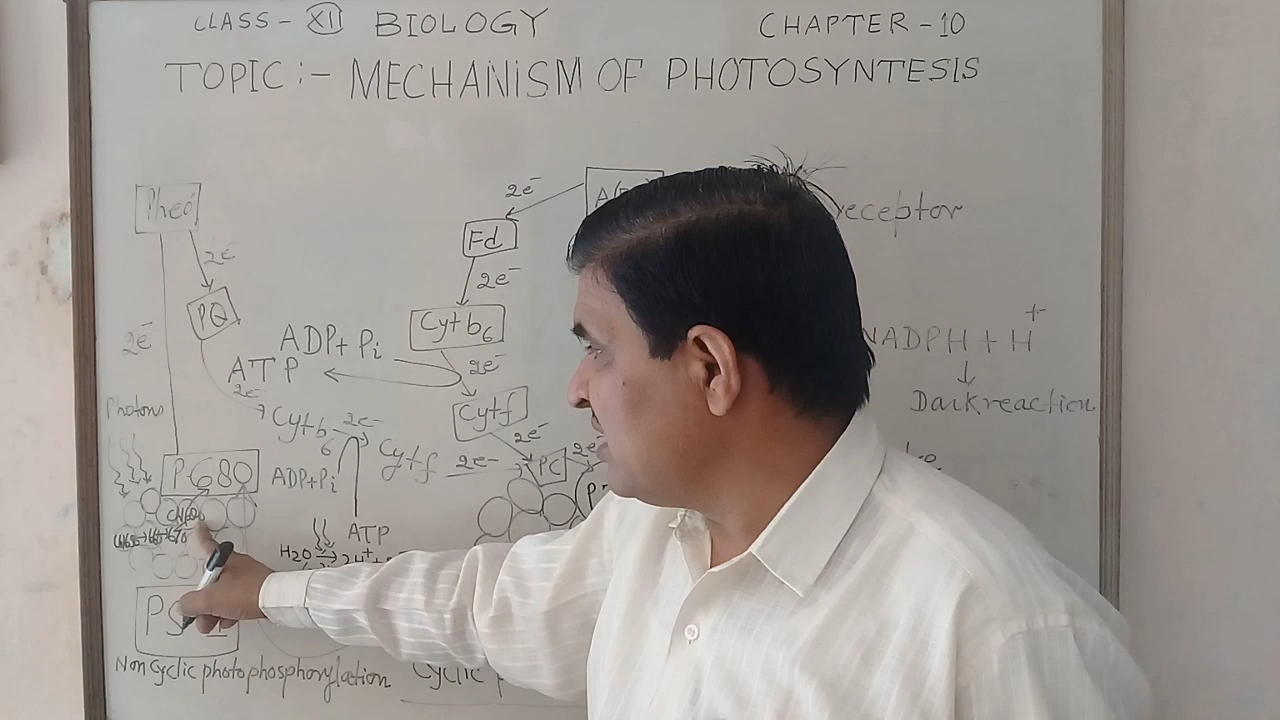 CLASS - XII BIOLOGY CHAPTER - 10
TOPIC :- MECHANISM OF PHOTOSYNTESIS
Pheo
2e⁻
Fd
receptor
2e⁻
2e⁻
PQ
Cyt b6
2e⁻
ADP + Pi
NADPH + H⁺
ATP
2e⁻
2e⁻
Dark reaction
Photons
Cyt b6
2e⁻
Cyt f
Cyt f
2e⁻
2e-
PC
P 680
ADP+Pi
ATP
H2O
2H⁺
Non Cyclic photophosphorylation
Cyclic